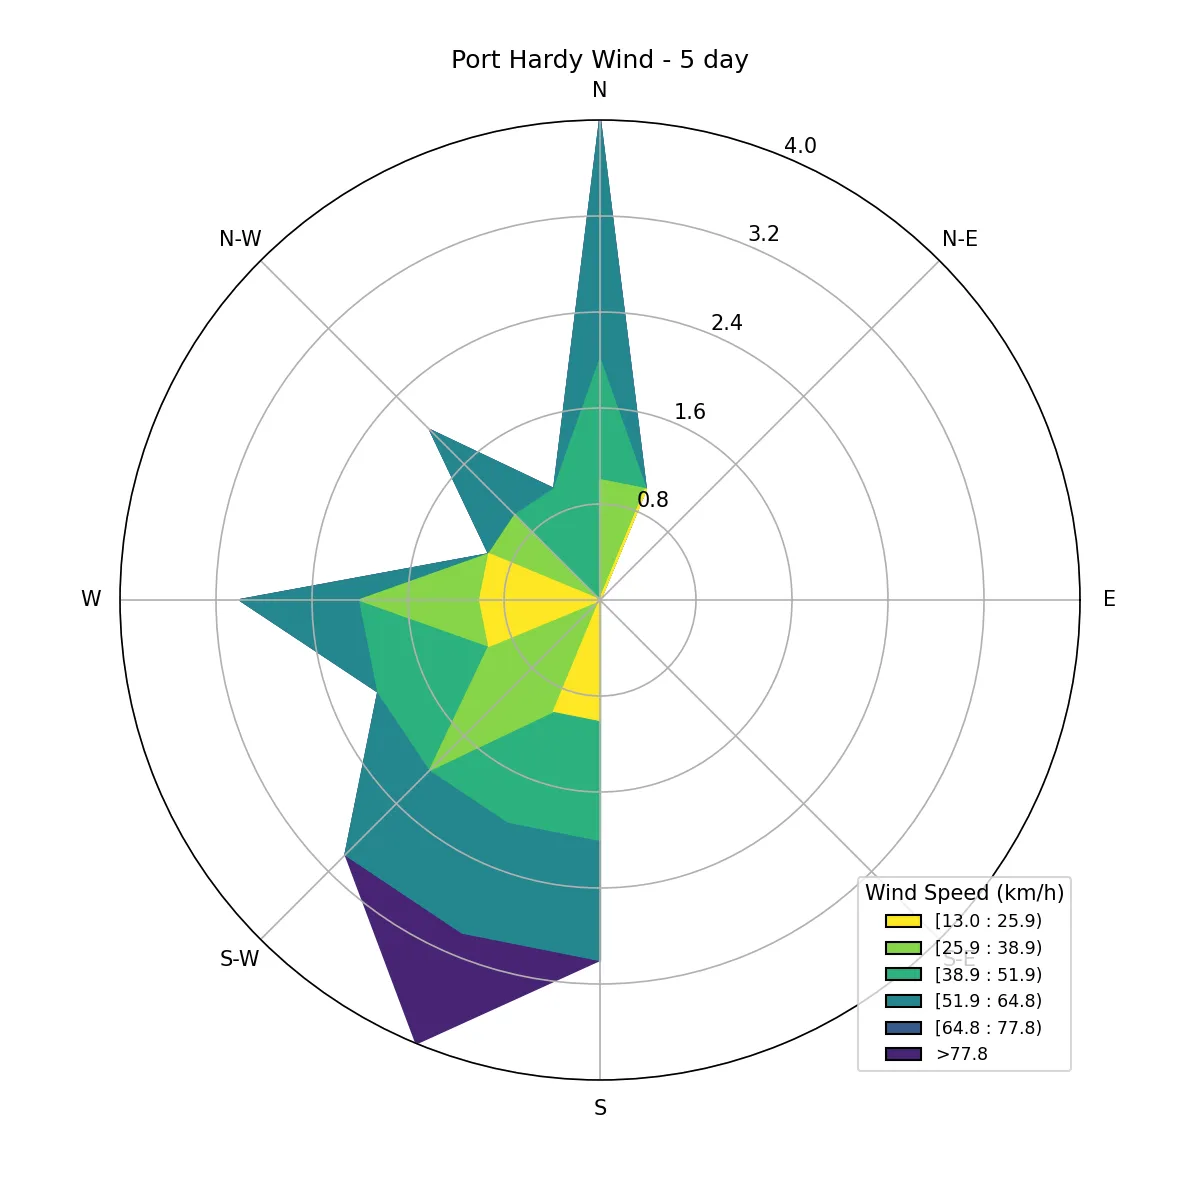 Port Hardy Wind - 5 day
N
4.0
N-W
N-E
3.2
2.4
1.6
0.8
W
E
S-W
S-E
Wind Speed (km/h)
[13.0 : 25.9)
[25.9 : 38.9)
[38.9 : 51.9)
[51.9 : 64.8)
[64.8 : 77.8)
>77.8
S